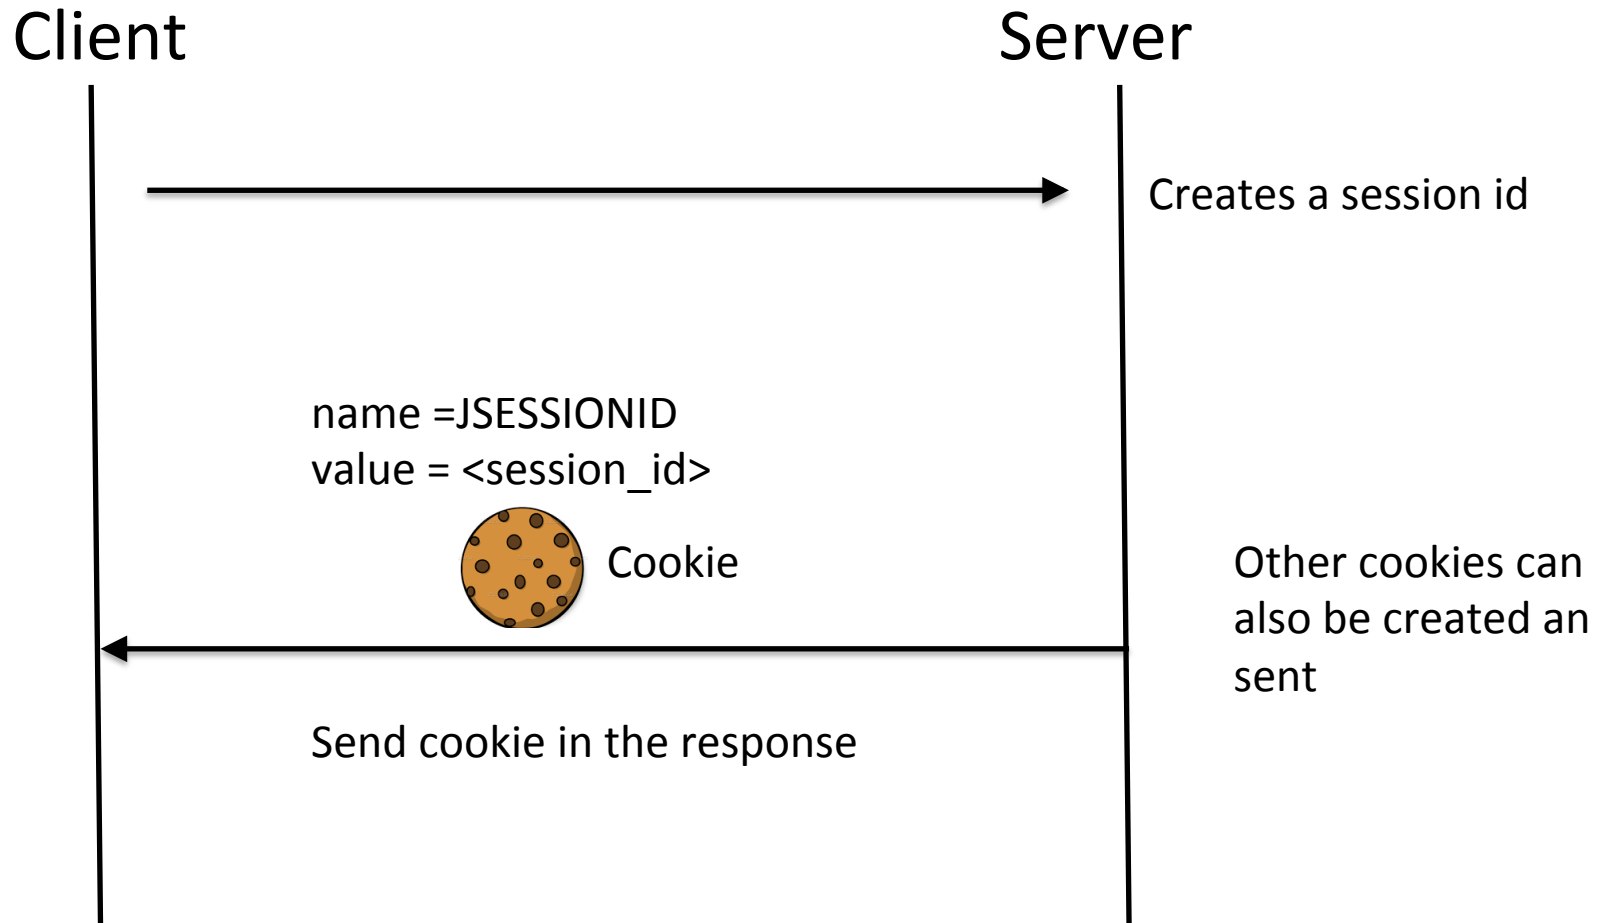 Client
Server
Creates a session id
name =JSESSIONID
value = <session_id>
Cookie
Other cookies can
also be created an
sent
Send cookie in the response